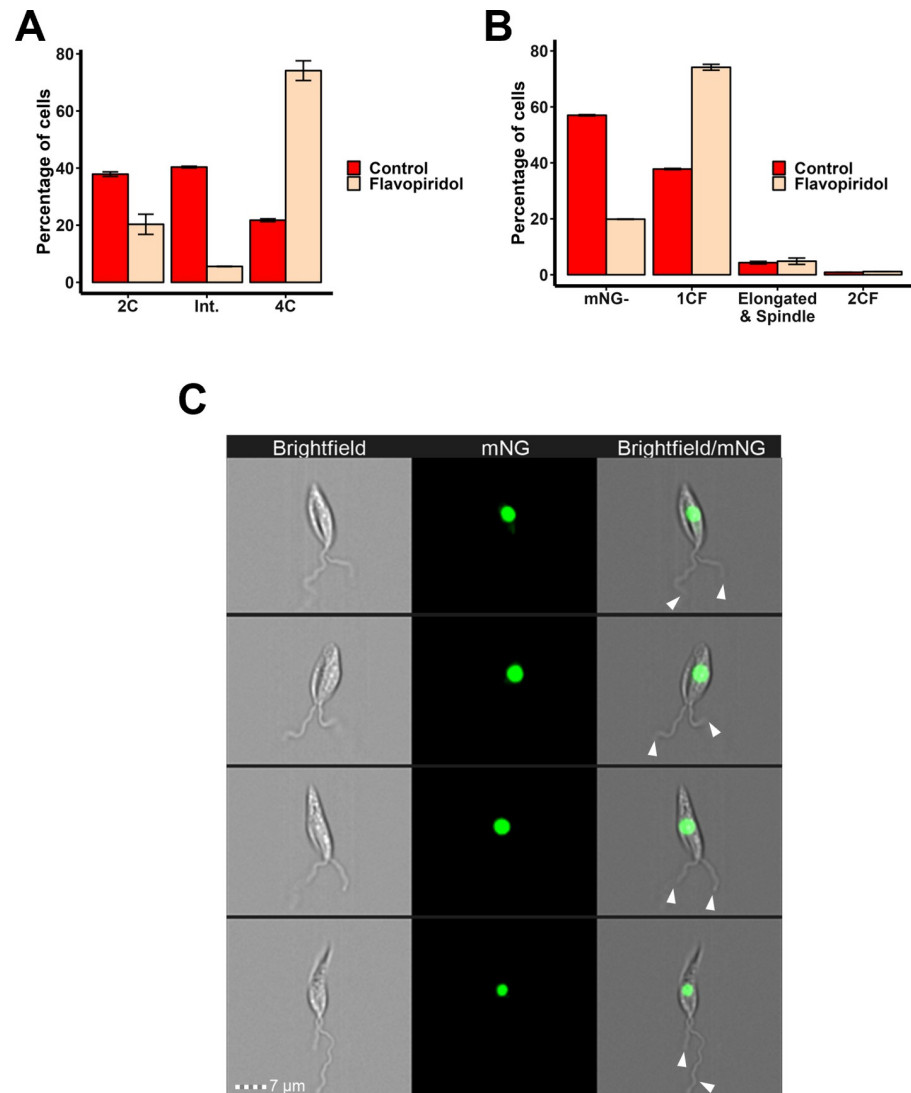 A
Percentage of cells
80
60
40
20
0
2C Int. 4C
Control
Flavopiridol
B
Percentage of cells
80
60
40
20
0
mNG- 1CF Elongated 2CF
& Spindle
Control
Flavopiridol
C
Brightfield mNG Brightfield/mNG
7 µm